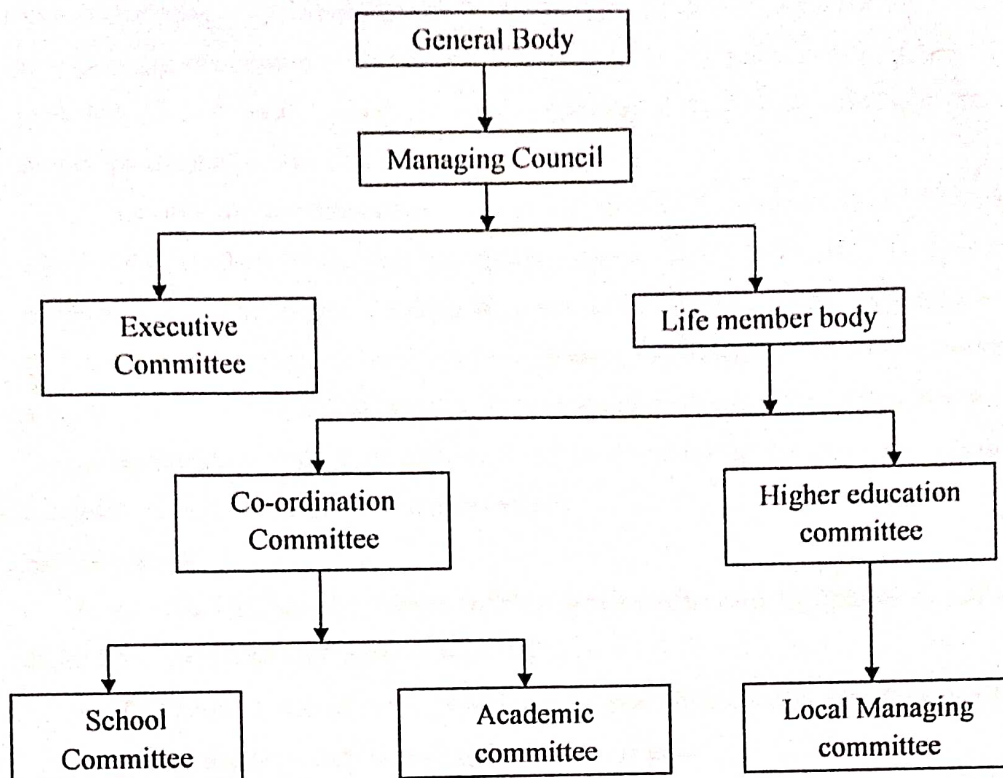 General Body
Managing Council
Executive
Committee
Life member body
Co-ordination
Committee
Higher education
committee
School
Committee
Academic
committee
Local Managing
committee